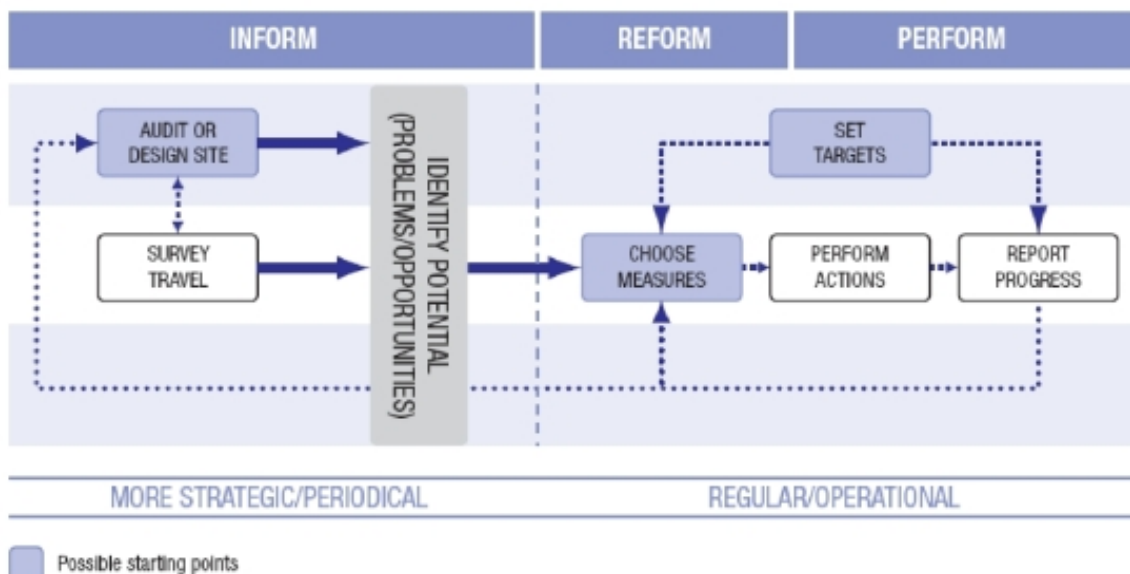 INFORM
REFORM
PERFORM
AUDIT OR
DESIGN SITE
IDENTIFY POTENTIAL
(PROBLEMS/OPPORTUNITIES)
SET
TARGETS
SURVEY
TRAVEL
CHOOSE
MEASURES
PERFORM
ACTIONS
REPORT
PROGRESS
MORE STRATEGIC/PERIODICAL
REGULAR/OPERATIONAL
Possible starting points